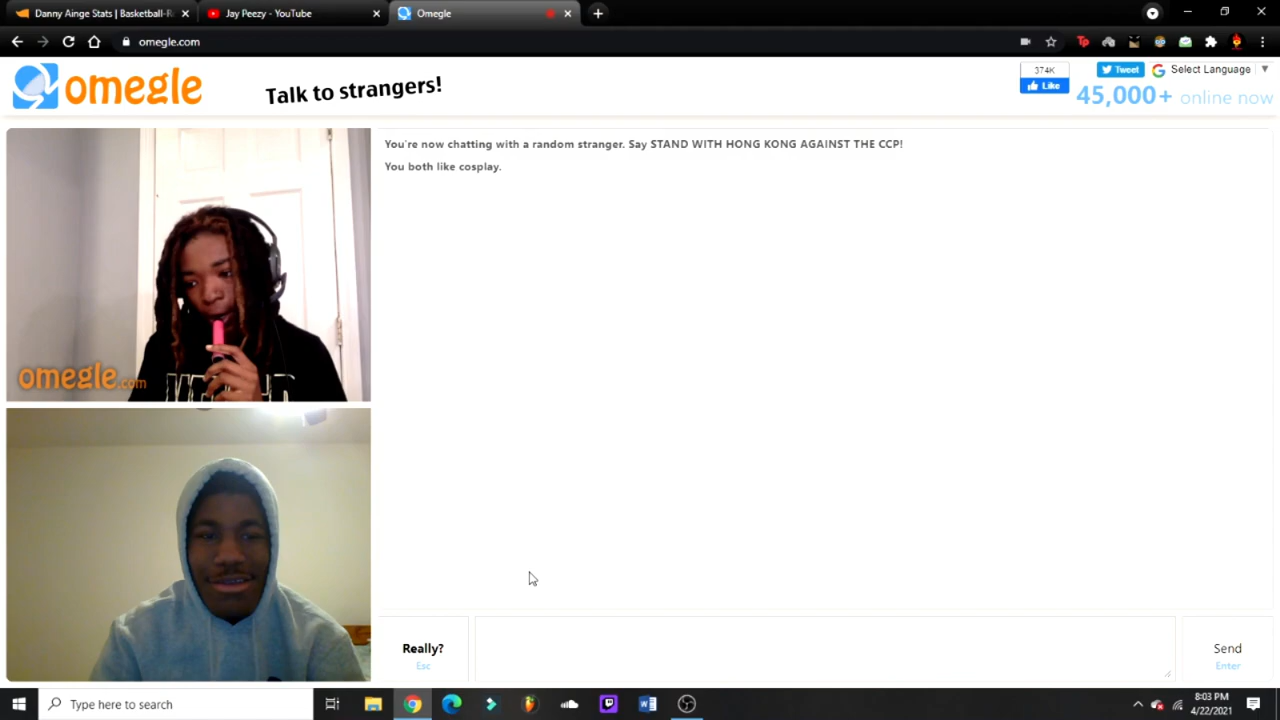 Danny Ainge Stats | Basketball-R
Jay Peezy - YouTube
Omegle
omegle.com
omegle
Talk to strangers!
374K
Like
Tweet
Select Language
45,000+ online now
You're now chatting with a random stranger. Say STAND WITH HONG KONG AGAINST THE CCP!
You both like cosplay.
omegle.com
Really?
Esc
Send
Enter
Type here to search
8:03 PM
4/22/2021